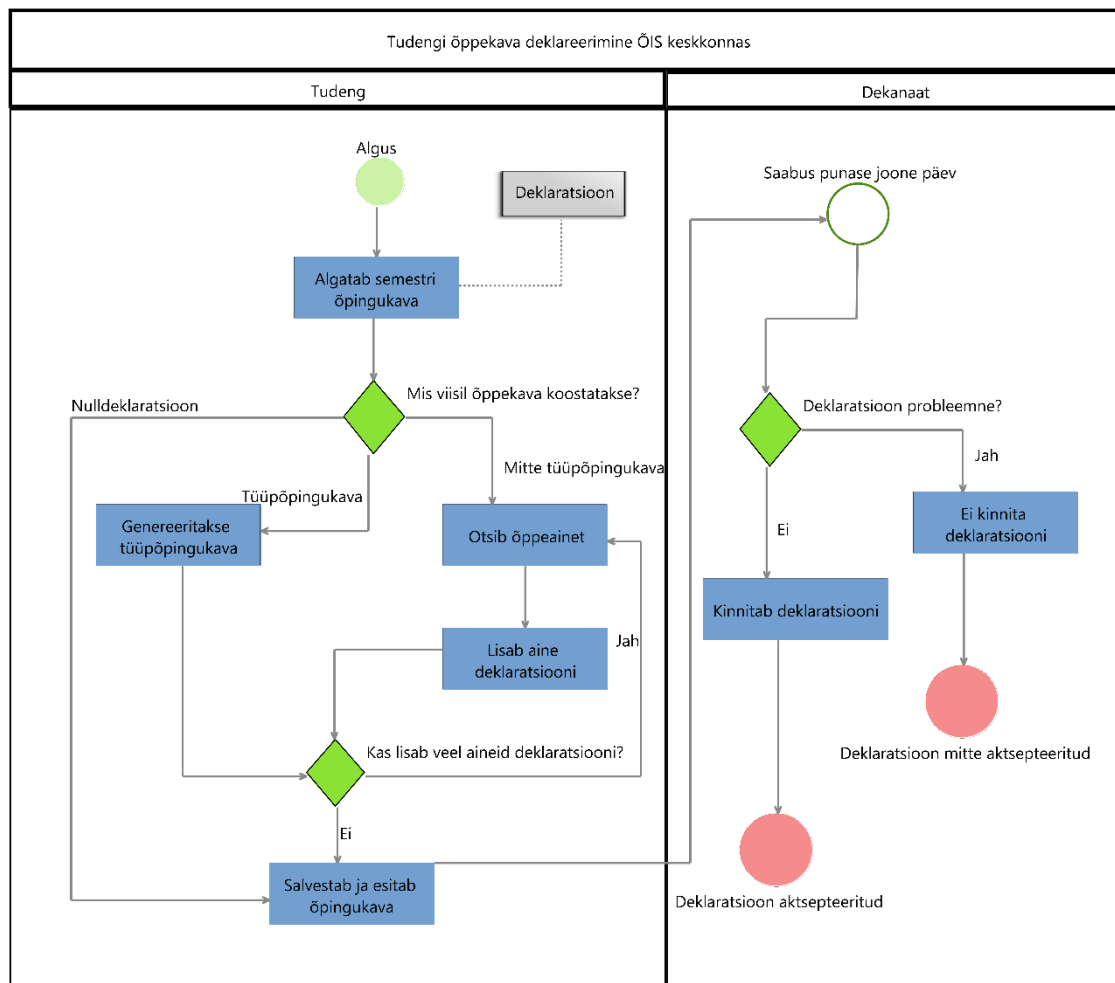 Tudengi õppekava deklareerimine ÕIS keskkonnas
Tudeng
Dekanaat
Algus
Deklaratsioon
Algatab semestri
õpingukava
Mis viisil õppekava koostatakse?
Nulldeklaratsioon
Mitte tüüpõpingukava
Tüüpõpingukava
Genereeritakse
tüüpõpingukava
Otsib õppeainet
Lisab aine
deklaratsiooni
Jah
Kas lisab veel aineid deklaratsiooni?
Ei
Salvestab ja esitab
õpingukava
Saabus punase joone päev
Deklaratsioon probleemne?
Jah
Ei kinnita
deklaratsiooni
Ei
Kinnitab deklaratsiooni
Deklaratsioon mitte aktsepteeritud
Deklaratsioon aktsepteeritud